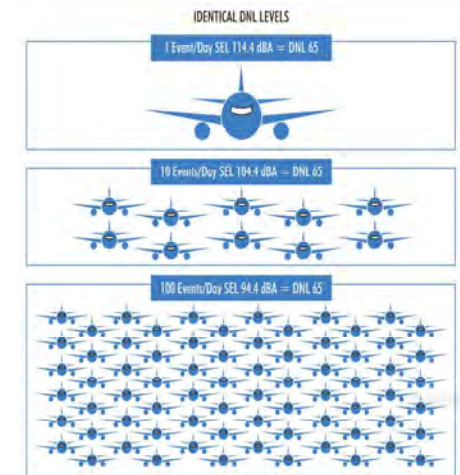 IDENTICAL DNL LEVELS
1 Event/Day SEL 114.4 dBA = DNL 65
10 Events/Day SEL 104.4 dBA = DNL 65
100 Events/Day SEL 94.4 dBA = DNL 65